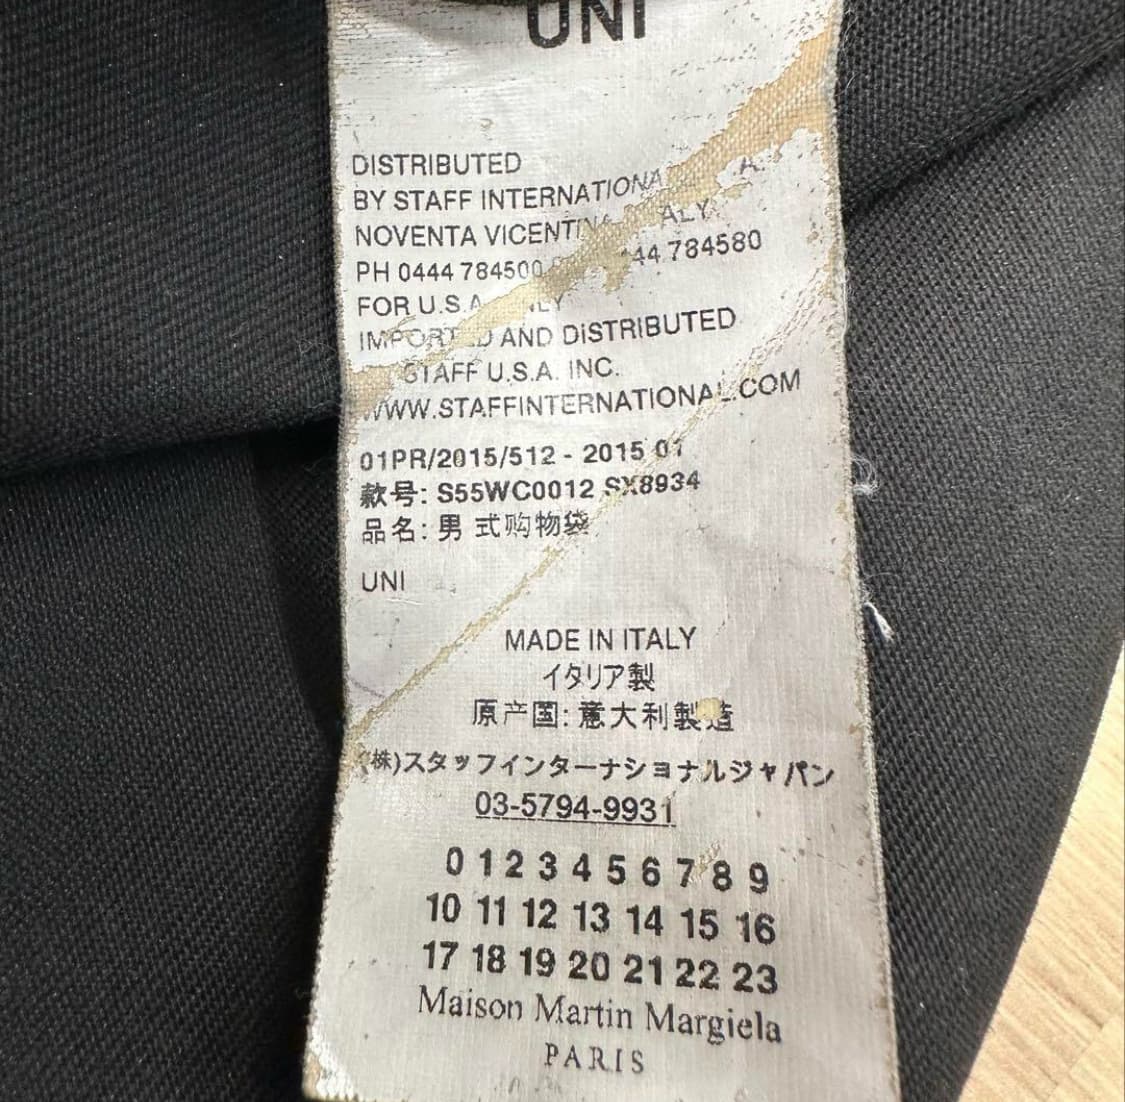 UNI
DISTRIBUTED
BY STAFF
NOVENTA
PH 0444 784500 784580
FOR
AND DISTRIBUTED
STAFF U.S.A. INC.
WWW.STAFFINTERNATIONAL.COM
01PR/2015/512 - 2015 01
款号: S55WC0012 SX8934
品名: 男 式购物袋
UNI
MADE IN ITALY
イタリア製
原产国: 意大利製造
(株)スタッフインターナショナルジャパン
03-5794-9931
0 1 2 3 4 5 6 7 8 9
10 11 12 13 14 15 16
17 18 19 20 21 22 23
Maison Martin Margiela
PARIS